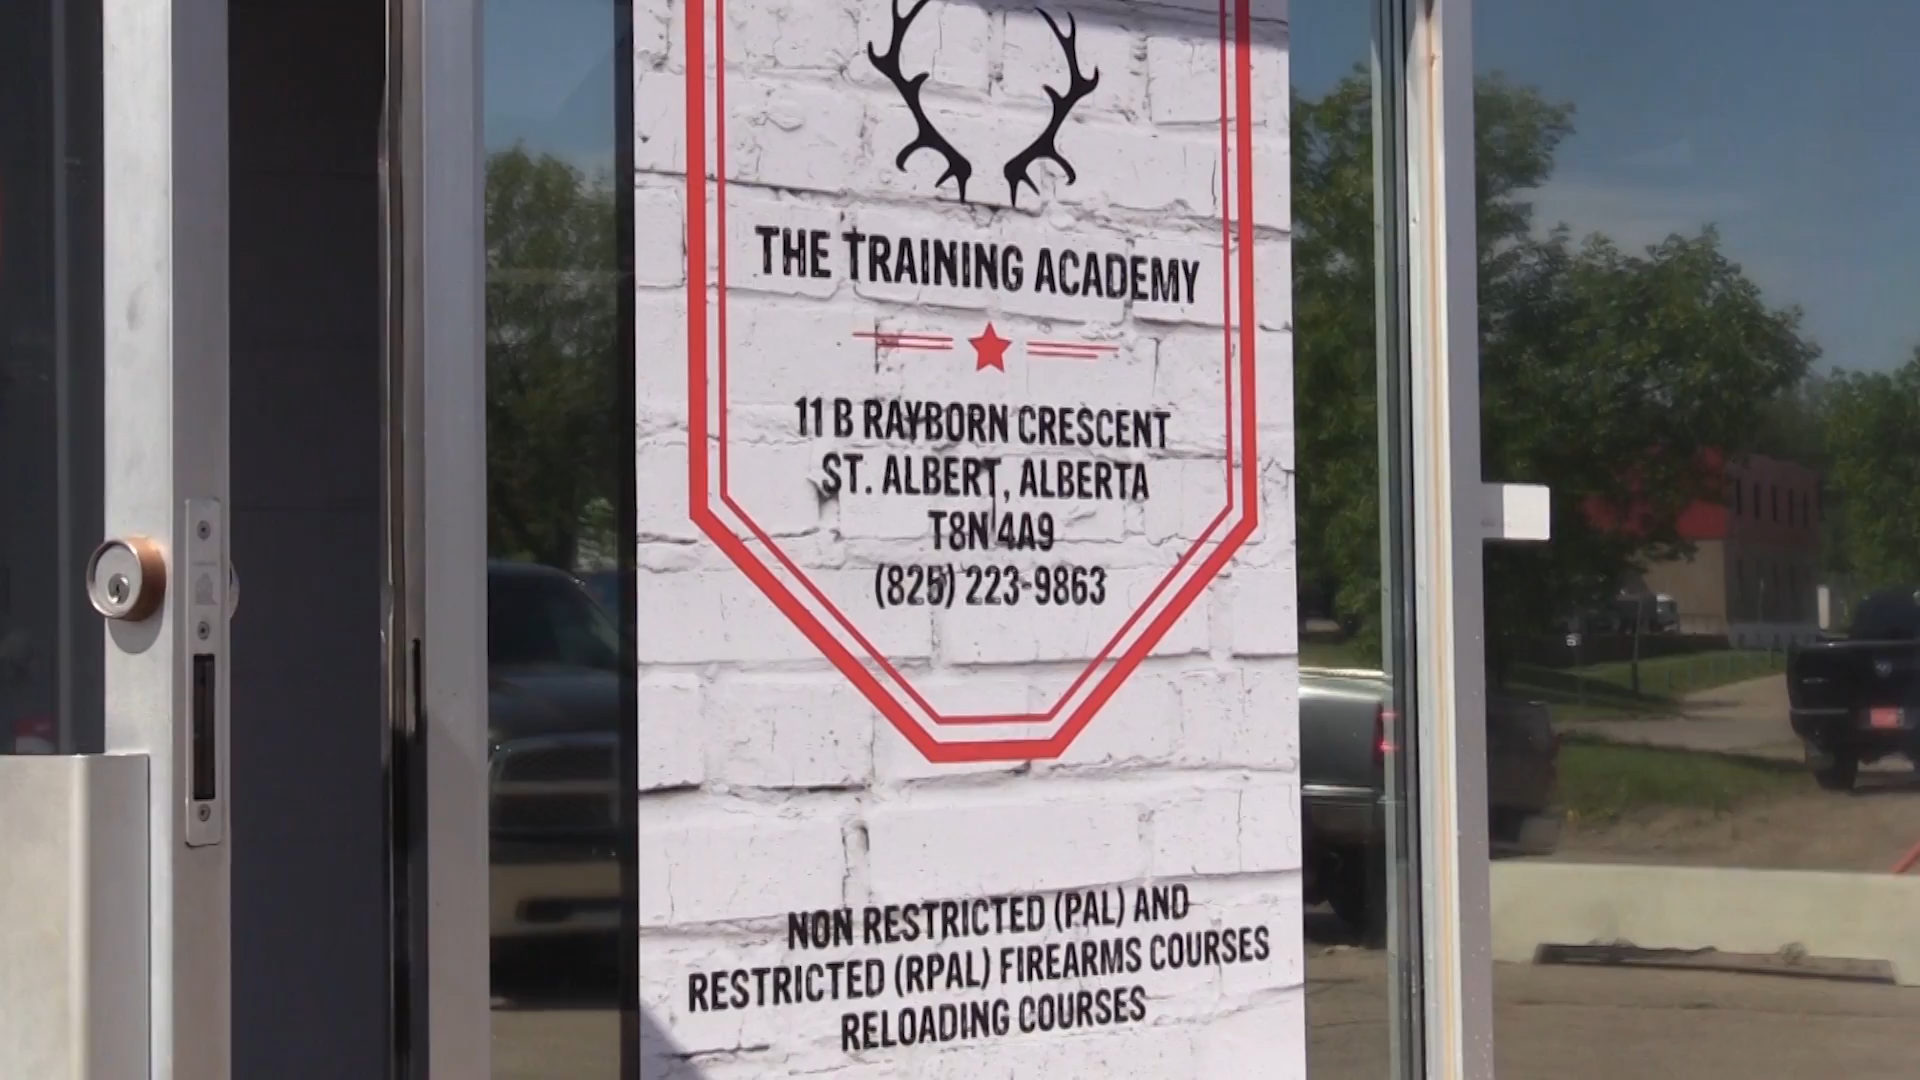 THE TRAINING ACADEMY
11 B RAYBORN CRESCENT
ST. ALBERT, ALBERTA
T8N 4A9
(825) 223-9863
NON RESTRICTED (PAL) AND
RESTRICTED (RPAL) FIREARMS COURSES
RELOADING COURSES